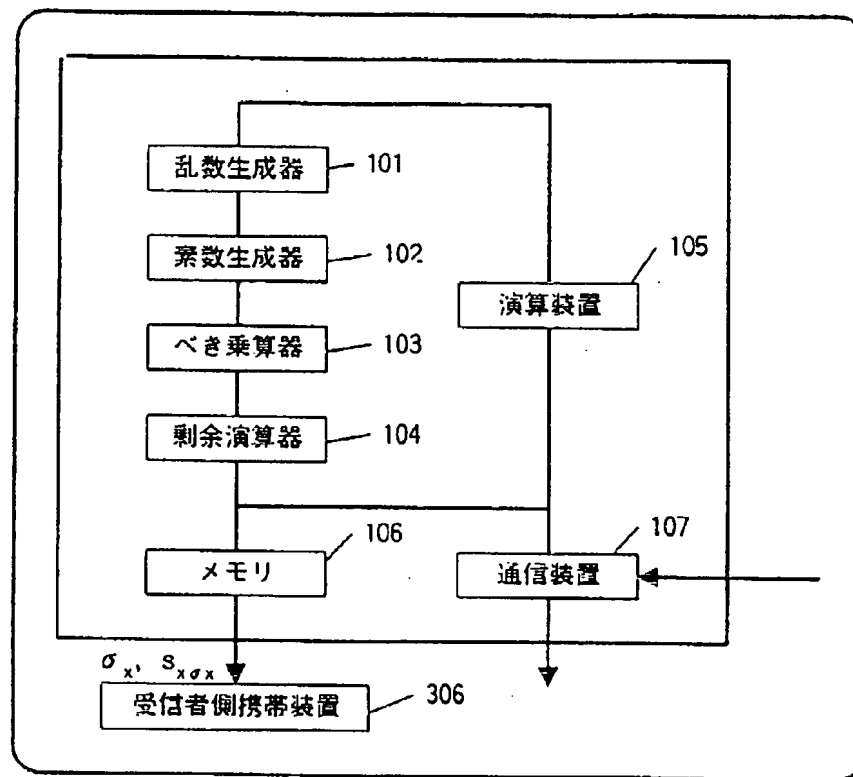 乱数生成器 101
素数生成器 102
105
演算装置
べき乗算器 103
剰余演算器 104
106
メモリ
107
通信装置
σx, Sxσx
受信者側携帯装置 306